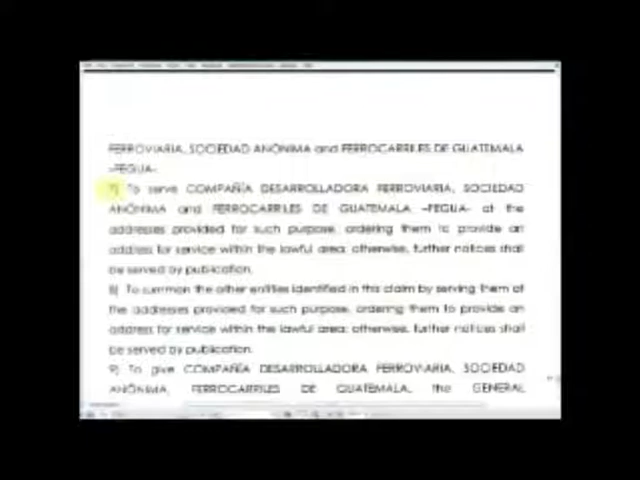 FERROVIARIA, SOCIEDAD ANÓNIMA and FERROCARRILES DE GUATEMALA
-FEGUA-
7) To serve COMPAÑÍA DESARROLLADORA FERROVIARIA, SOCIEDAD
ANÓNIMA and FERROCARRILES DE GUATEMALA -FEGUA- at the
addresses provided for such purpose, ordering them to provide an
address for service within the lawful area; otherwise, further notices shall
be served by publication.
8) To summon the other entities identified in this claim by serving them at
the addresses provided for such purpose, ordering them to provide an
address for service within the lawful area; otherwise, further notices shall
be served by publication.
9) To give COMPAÑÍA DESARROLLADORA FERROVIARIA, SOCIEDAD
ANÓNIMA, FERROCARRILES DE GUATEMALA, the GENERAL